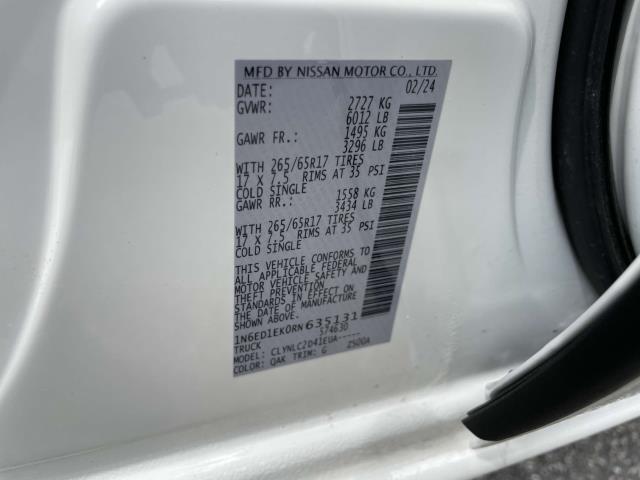 MFD BY NISSAN MOTOR CO., LTD.
DATE: 02/24
GVWR: 2727 KG
6012 LB
GAWR FR.: 1495 KG
3296 LB
WITH 265/65R17 TIRES
17 X 7.5 RIMS AT 35 PSI
COLD SINGLE
GAWR RR.: 1558 KG
3434 LB
WITH 265/65R17 TIRES
17 X 7.5 RIMS AT 35 PSI
COLD SINGLE
THIS VEHICLE CONFORMS TO
ALL APPLICABLE FEDERAL
MOTOR VEHICLE SAFETY AND
THEFT PREVENTION
STANDARDS IN EFFECT ON
THE DATE OF MANUFACTURE
SHOWN ABOVE.
1N6ED1EK0RN 635131
TRUCK 574630
MODEL: CLYNLC2D41EUA-----
COLOR: QAK TRIM: G 2500A